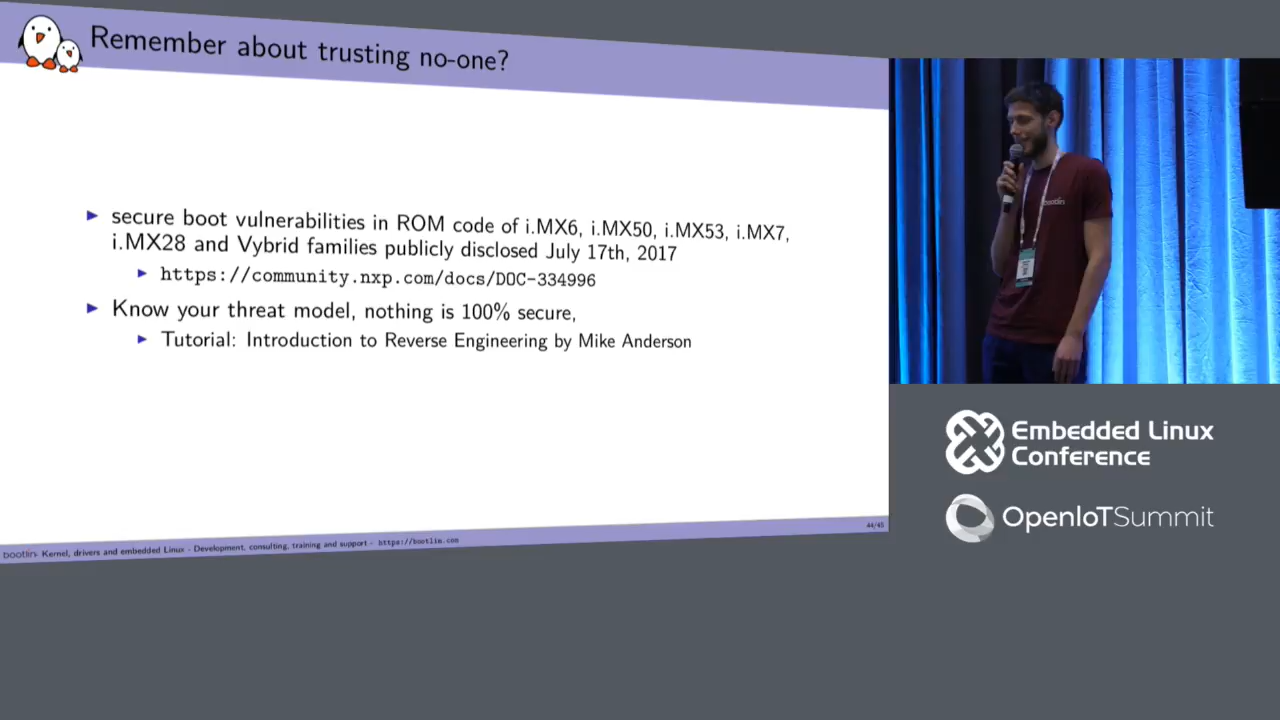 Remember about trusting no-one?
▶ secure boot vulnerabilities in ROM code of i.MX6, i.MX50, i.MX53, i.MX7,
i.MX28 and Vybrid families publicly disclosed July 17th, 2017
▶ https://community.nxp.com/docs/DOC-334996
▶ Know your threat model, nothing is 100% secure,
▶ Tutorial: Introduction to Reverse Engineering by Mike Anderson
bootlin - Kernel, drivers and embedded Linux - Development, consulting, training and support - https://bootlin.com
44/45
bootlin
Embedded Linux
Conference
OpenIoTSummit